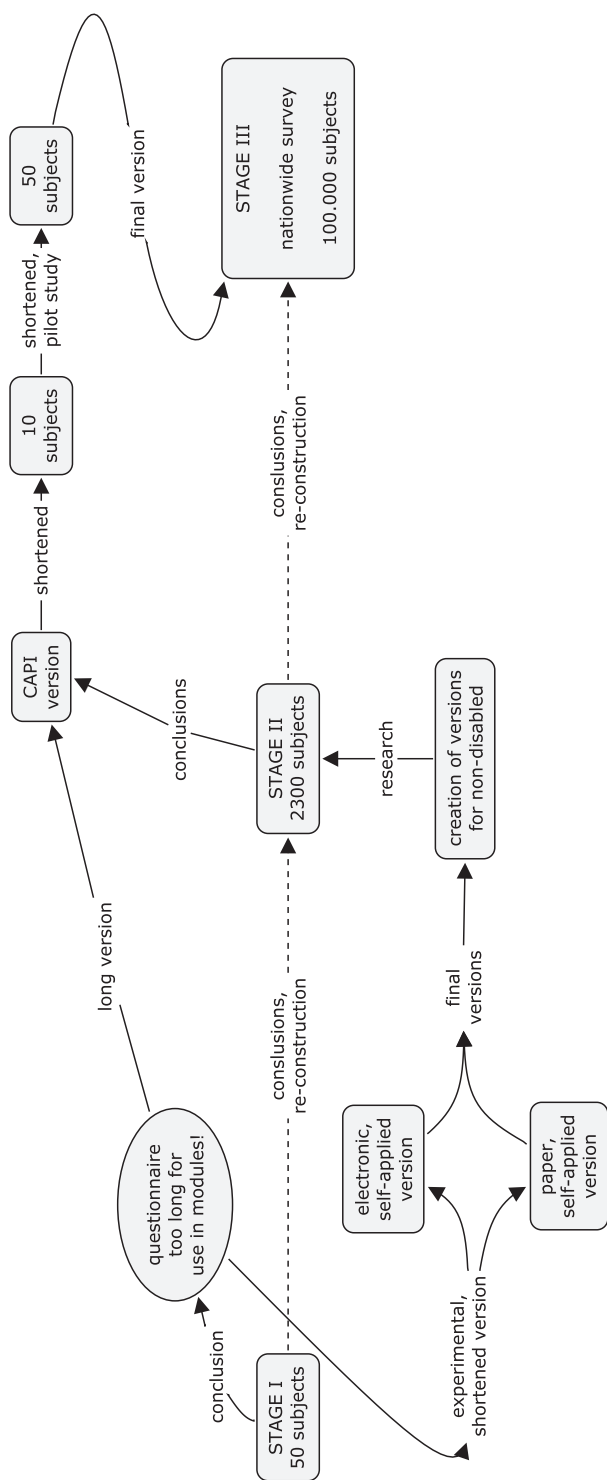 STAGE I
50 subjects
conclusion
questionnaire
too long for
use in modules!
long version
experimental,
shortened version
electronic,
self-applied
version
paper,
self-applied
version
final
versions
creation of versions
for non-disabled
research
conslusions,
re-construction
STAGE II
2300 subjects
conclusions
CAPI
version
shortened
10
subjects
shortened,
pilot study
50
subjects
final version
conslusions,
re-construction
STAGE III
nationwide survey
100.000 subjects